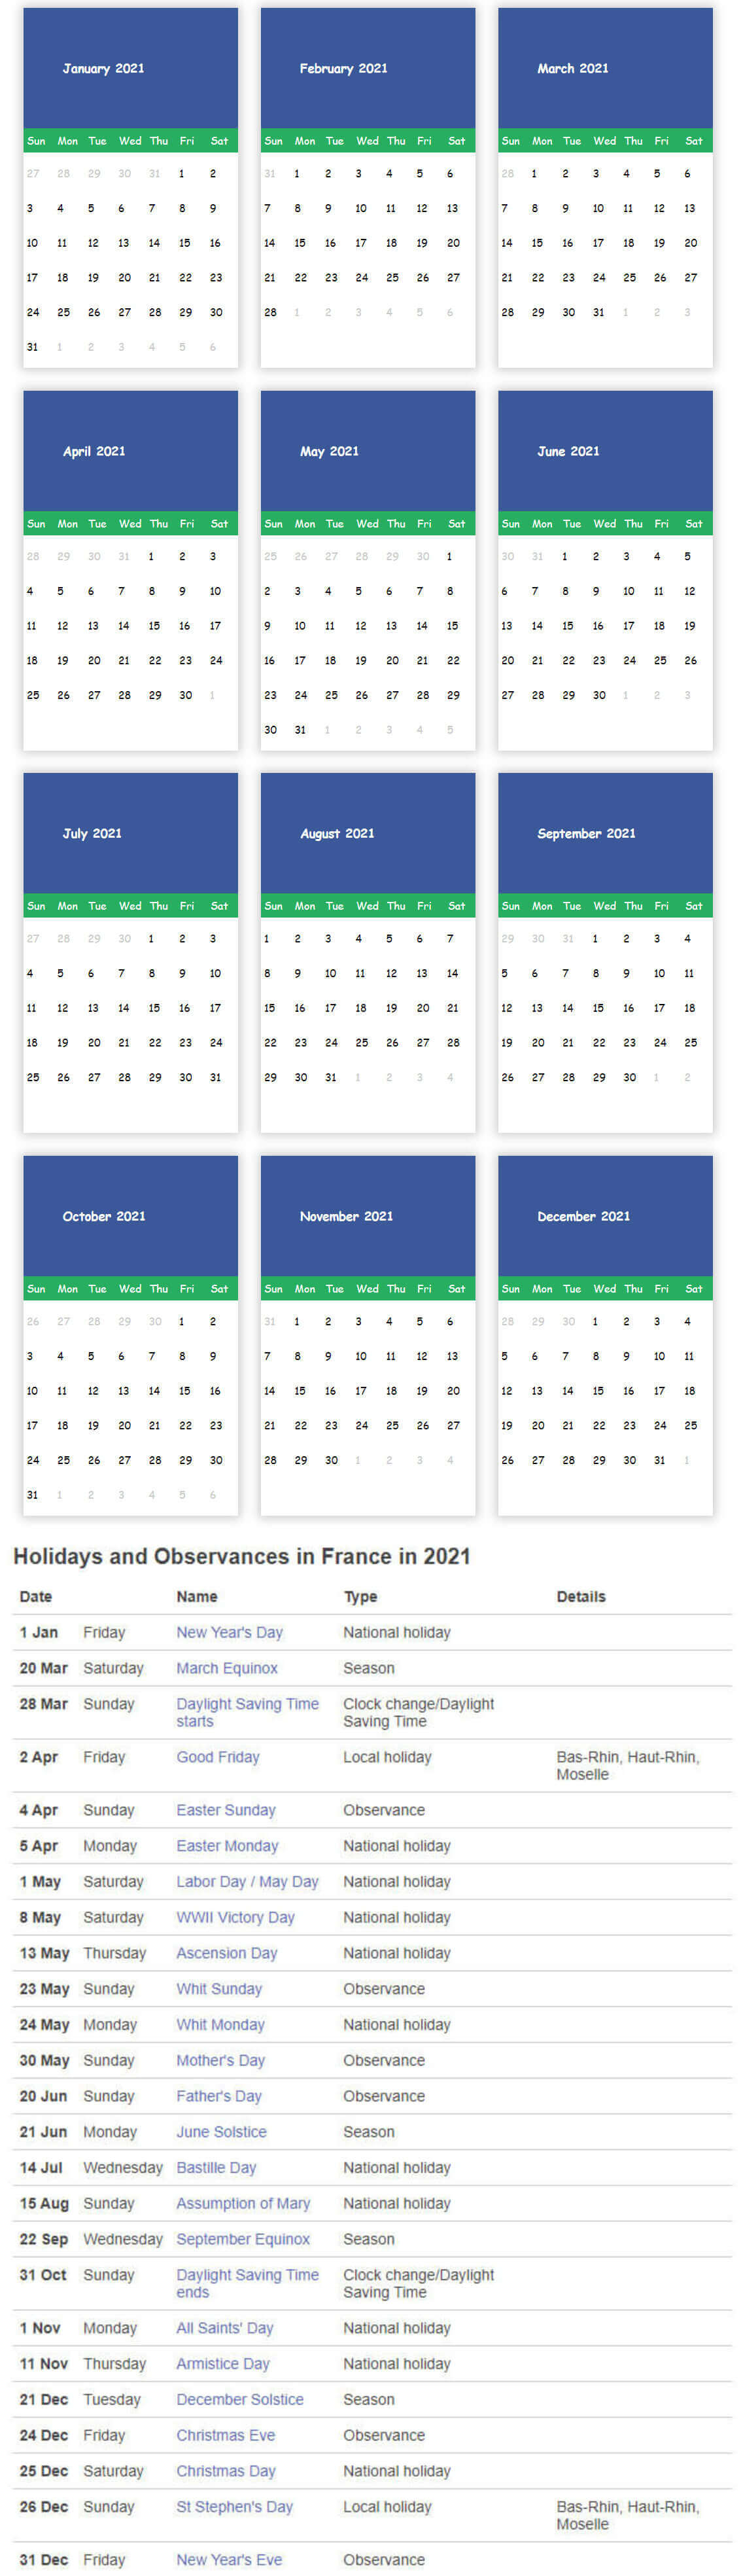 January 2021 February 2021 March 2021
Sun Mon Tue Wed Thu Fri Sat Sun Mon Tue Wed Thu Fri Sat Sun Mon Tue Wed Thu Fri Sat
27 28 29 30 31 1 2 31 1 2 3 4 5 6 28 1 2 3 4 5 6
3 4 5 6 7 8 9 7 8 9 10 11 12 13 7 8 9 10 11 12 13
10 11 12 13 14 15 16 14 15 16 17 18 19 20 14 15 16 17 18 19 20
17 18 19 20 21 22 23 21 22 23 24 25 26 27 21 22 23 24 25 26 27
24 25 26 27 28 29 30 28 1 2 3 4 5 6 28 29 30 31 1 2 3
31 1 2 3 4 5 6
April 2021 May 2021 June 2021
Sun Mon Tue Wed Thu Fri Sat Sun Mon Tue Wed Thu Fri Sat Sun Mon Tue Wed Thu Fri Sat
28 29 30 31 1 2 3 25 26 27 28 29 30 1 30 31 1 2 3 4 5
4 5 6 7 8 9 10 2 3 4 5 6 7 8 6 7 8 9 10 11 12
11 12 13 14 15 16 17 9 10 11 12 13 14 15 13 14 15 16 17 18 19
18 19 20 21 22 23 24 16 17 18 19 20 21 22 20 21 22 23 24 25 26
25 26 27 28 29 30 1 23 24 25 26 27 28 29 27 28 29 30 1 2 3
30 31 1 2 3 4 5
July 2021 August 2021 September 2021
Sun Mon Tue Wed Thu Fri Sat Sun Mon Tue Wed Thu Fri Sat Sun Mon Tue Wed Thu Fri Sat
27 28 29 30 1 2 3 1 2 3 4 5 6 7 29 30 31 1 2 3 4
4 5 6 7 8 9 10 8 9 10 11 12 13 14 5 6 7 8 9 10 11
11 12 13 14 15 16 17 15 16 17 18 19 20 21 12 13 14 15 16 17 18
18 19 20 21 22 23 24 22 23 24 25 26 27 28 19 20 21 22 23 24 25
25 26 27 28 29 30 31 29 30 31 1 2 3 4 26 27 28 29 30 1 2
October 2021 November 2021 December 2021
Sun Mon Tue Wed Thu Fri Sat Sun Mon Tue Wed Thu Fri Sat Sun Mon Tue Wed Thu Fri Sat
26 27 28 29 30 1 2 31 1 2 3 4 5 6 28 29 30 1 2 3 4
3 4 5 6 7 8 9 7 8 9 10 11 12 13 5 6 7 8 9 10 11
10 11 12 13 14 15 16 14 15 16 17 18 19 20 12 13 14 15 16 17 18
17 18 19 20 21 22 23 21 22 23 24 25 26 27 19 20 21 22 23 24 25
24 25 26 27 28 29 30 28 29 30 1 2 3 4 26 27 28 29 30 31 1
31 1 2 3 4 5 6
Holidays and Observances in France in 2021
Date Name Type Details
1 Jan Friday New Year's Day National holiday
20 Mar Saturday March Equinox Season
28 Mar Sunday Daylight Saving Time Clock change/Daylight
starts Saving Time
2 Apr Friday Good Friday Local holiday Bas-Rhin, Haut-Rhin,
Moselle
4 Apr Sunday Easter Sunday Observance
5 Apr Monday Easter Monday National holiday
1 May Saturday Labor Day / May Day National holiday
8 May Saturday WWII Victory Day National holiday
13 May Thursday Ascension Day National holiday
23 May Sunday Whit Sunday Observance
24 May Monday Whit Monday National holiday
30 May Sunday Mother's Day Observance
20 Jun Sunday Father's Day Observance
21 Jun Monday June Solstice Season
14 Jul Wednesday Bastille Day National holiday
15 Aug Sunday Assumption of Mary National holiday
22 Sep Wednesday September Equinox Season
31 Oct Sunday Daylight Saving Time Clock change/Daylight
ends Saving Time
1 Nov Monday All Saints' Day National holiday
11 Nov Thursday Armistice Day National holiday
21 Dec Tuesday December Solstice Season
24 Dec Friday Christmas Eve Observance
25 Dec Saturday Christmas Day National holiday
26 Dec Sunday St Stephen's Day Local holiday Bas-Rhin, Haut-Rhin,
Moselle
31 Dec Friday New Year's Eve Observance